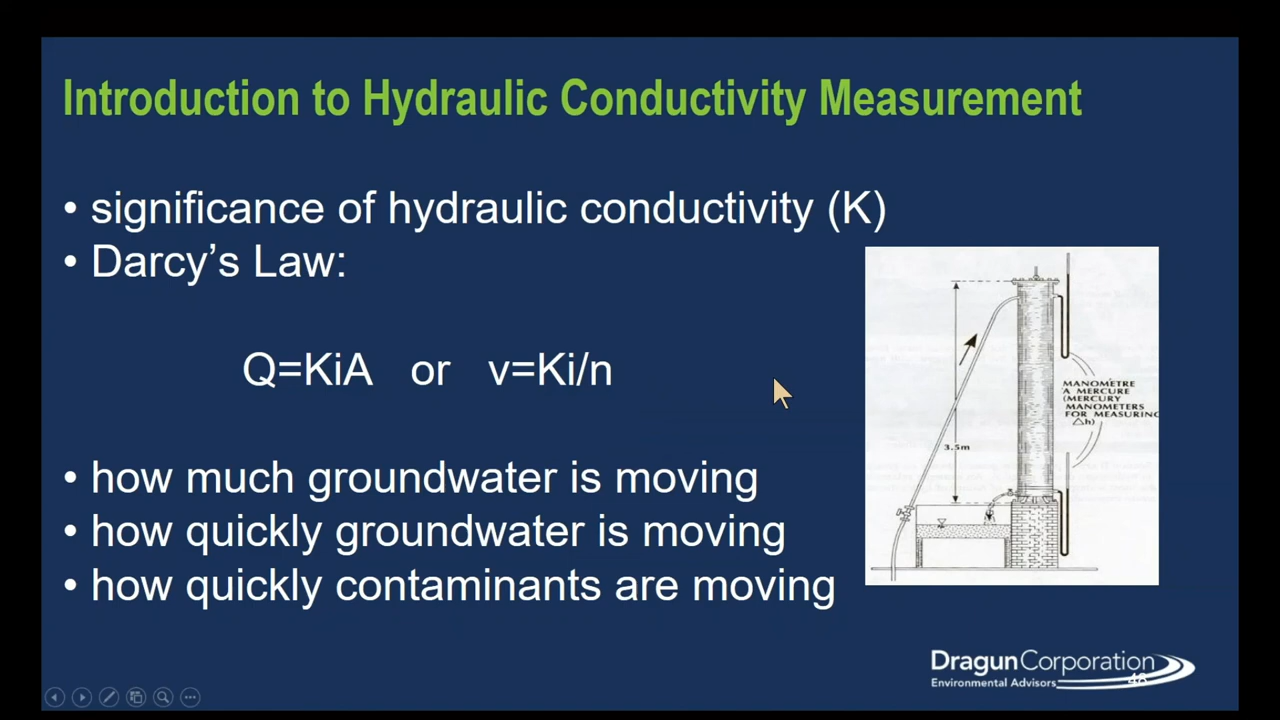 Introduction to Hydraulic Conductivity Measurement
• significance of hydraulic conductivity (K)
• Darcy’s Law:
Q=KiA or v=Ki/n
• how much groundwater is moving
• how quickly groundwater is moving
• how quickly contaminants are moving
3.5m
MANOMÈTRE
A MERCURE
(MERCURY
MANOMETERS
FOR MEASURING
△h)
DragunCorporation
Environmental Advisors
48